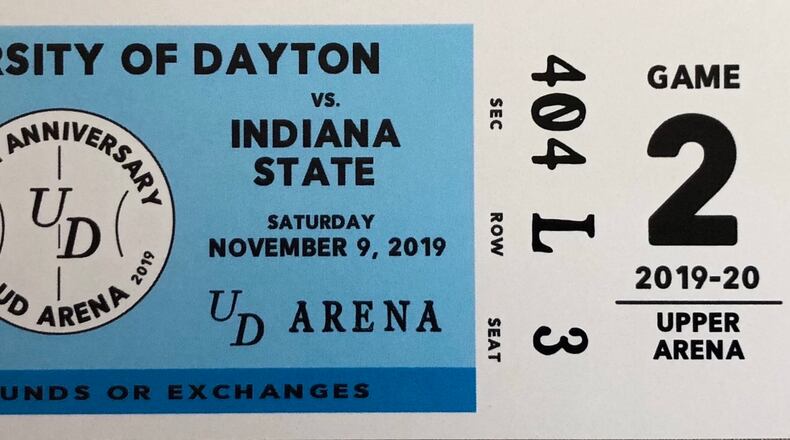 RSITY OF DAYTON
VS.
INDIANA
STATE
SATURDAY
NOVEMBER 9, 2019
UD ARENA
ANNIVERSARY
UD
UD ARENA 2019
UNDS OR EXCHANGES
SEC 404
ROW L
SEAT 3
GAME
2
2019-20
UPPER
ARENA